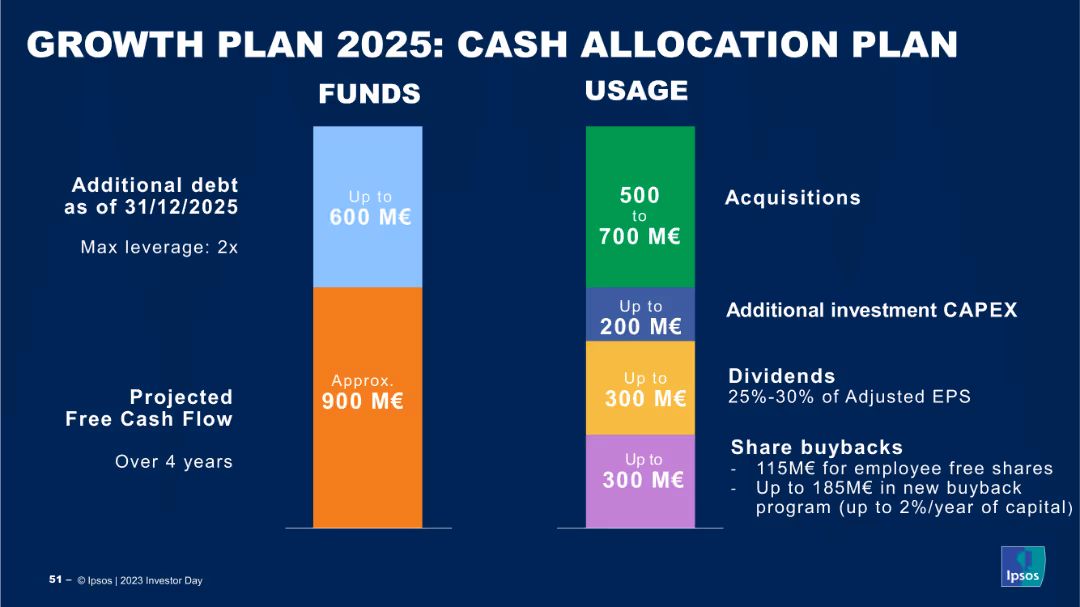 GROWTH PLAN 2025: CASH ALLOCATION PLAN
FUNDS
USAGE
Additional debt
as of 31/12/2025
Max leverage: 2x
Up to
600 M€
500
to
700 M€
Acquisitions
Up to
200 M€
Additional investment CAPEX
Projected
Free Cash Flow
Over 4 years
Approx.
900 M€
Up to
300 M€
Dividends
25%-30% of Adjusted EPS
Up to
300 M€
Share buybacks
- 115M€ for employee free shares
- Up to 185M€ in new buyback
program (up to 2%/year of capital)
51 – © Ipsos | 2023 Investor Day
Ipsos